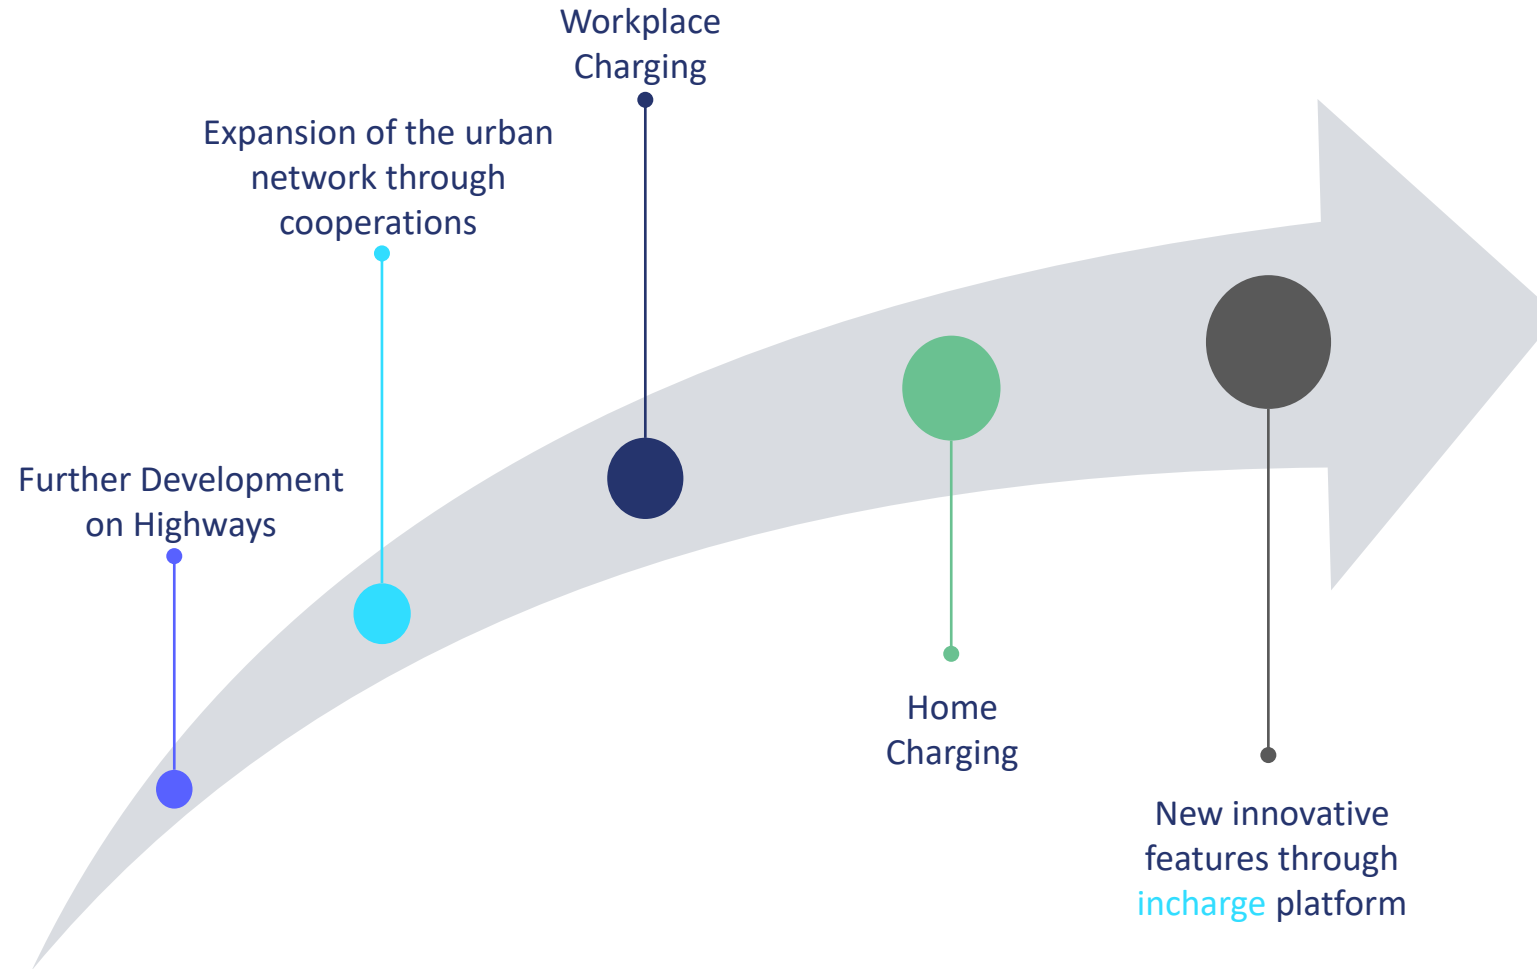 Workplace
Charging
Expansion of the urban
network through
cooperations
Further Development
on Highways
Home
Charging
New innovative
features through
incharge platform